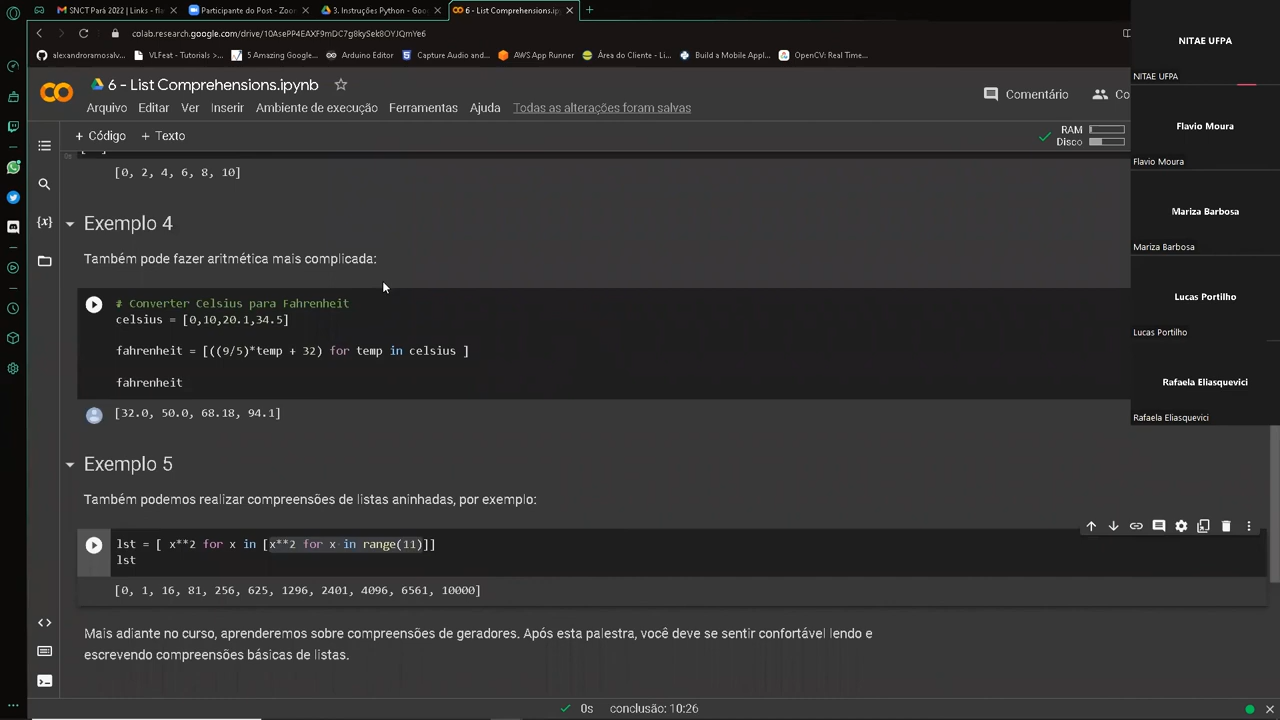 SNCT Pará 2022 | Links - fl
Participante do Post - Zoom
3. Instruções Python - Goo
6 - List Comprehensions.ipyn
colab.research.google.com/drive/10AsePP4EAXF9mDC7g8kySek8OYJQmYe6
alexandroramosalv...
VLFeat - Tutorials >...
5 Amazing Google...
Arduino Editor
Capture Audio and...
AWS App Runner
Área do Cliente - L...
Build a Mobile Appl...
OpenCV: Real Time...
6 - List Comprehensions.ipynb
Arquivo Editar Ver Inserir Ambiente de execução Ferramentas Ajuda Todas as alterações foram salvas
Comentário
Co
+ Código + Texto
RAM
Disco
0s
[0, 2, 4, 6, 8, 10]
Exemplo 4
Também pode fazer aritmética mais complicada:
# Converter Celsius para Fahrenheit
celsius = [0,10,20.1,34.5]
fahrenheit = [((9/5)*temp + 32) for temp in celsius ]
fahrenheit
[32.0, 50.0, 68.18, 94.1]
Exemplo 5
Também podemos realizar compreensões de listas aninhadas, por exemplo:
lst = [ x**2 for x in [x**2 for x in range(11)]]
lst
[0, 1, 16, 81, 256, 625, 1296, 2401, 4096, 6561, 10000]
Mais adiante no curso, aprenderemos sobre compreensões de geradores. Após esta palestra, você deve se sentir confortável lendo e
escrevendo compreensões básicas de listas.
0s conclusão: 10:26
NITAE UFPA
NITAE UFPA
Flavio Moura
Flavio Moura
Mariza Barbosa
Mariza Barbosa
Lucas Portilho
Lucas Portilho
Rafaela Eliasquevici
Rafaela Eliasquevici